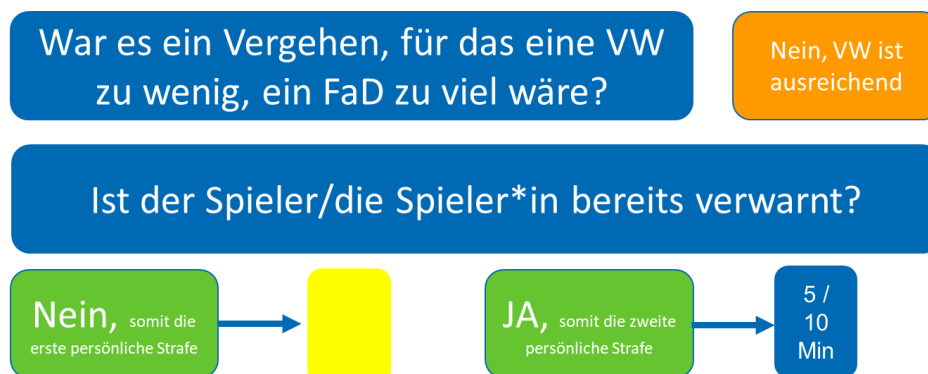 War es ein Vergehen, für das eine VW
zu wenig, ein FaD zu viel wäre?
Nein, VW ist
ausreichend
Ist der Spieler/die Spieler*in bereits verwarnt?
Nein, somit die
erste persönliche Strafe
JA, somit die zweite
persönliche Strafe
5 /
10
Min